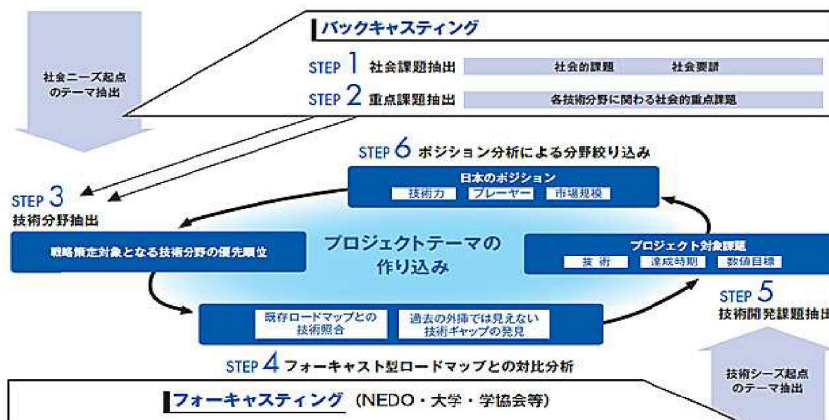 バックキャスティング
社会ニーズ起点
のテーマ抽出
STEP 1 社会課題抽出 社会的課題 社会要請
STEP 2 重点課題抽出 各技術分野に関わる社会的重点課題
STEP 6 ポジション分析による分野絞り込み
日本のポジション
技術力 プレーヤー 市場規模
STEP 3
技術分野抽出
戦略策定対象となる技術分野の優先順位
プロジェクトテーマの
作り込み
プロジェクト対象課題
技術 達成時期 数値目標
STEP 5
技術開発課題抽出
既存ロードマップとの
技術照合
過去の外挿では見えない
技術ギャップの発見
STEP 4 フォーキャスト型ロードマップとの対比分析
技術シーズ起点
のテーマ抽出
フォーキャスティング (NEDO・大学・学協会等)